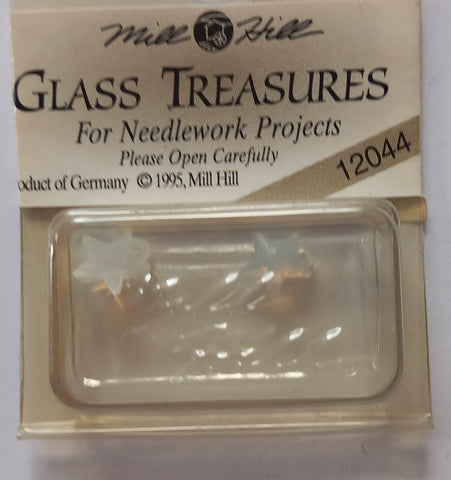 Mill Hill
GLASS TREASURES
For Needlework Projects
Please Open Carefully
12044
oduct of Germany © 1995, Mill Hill